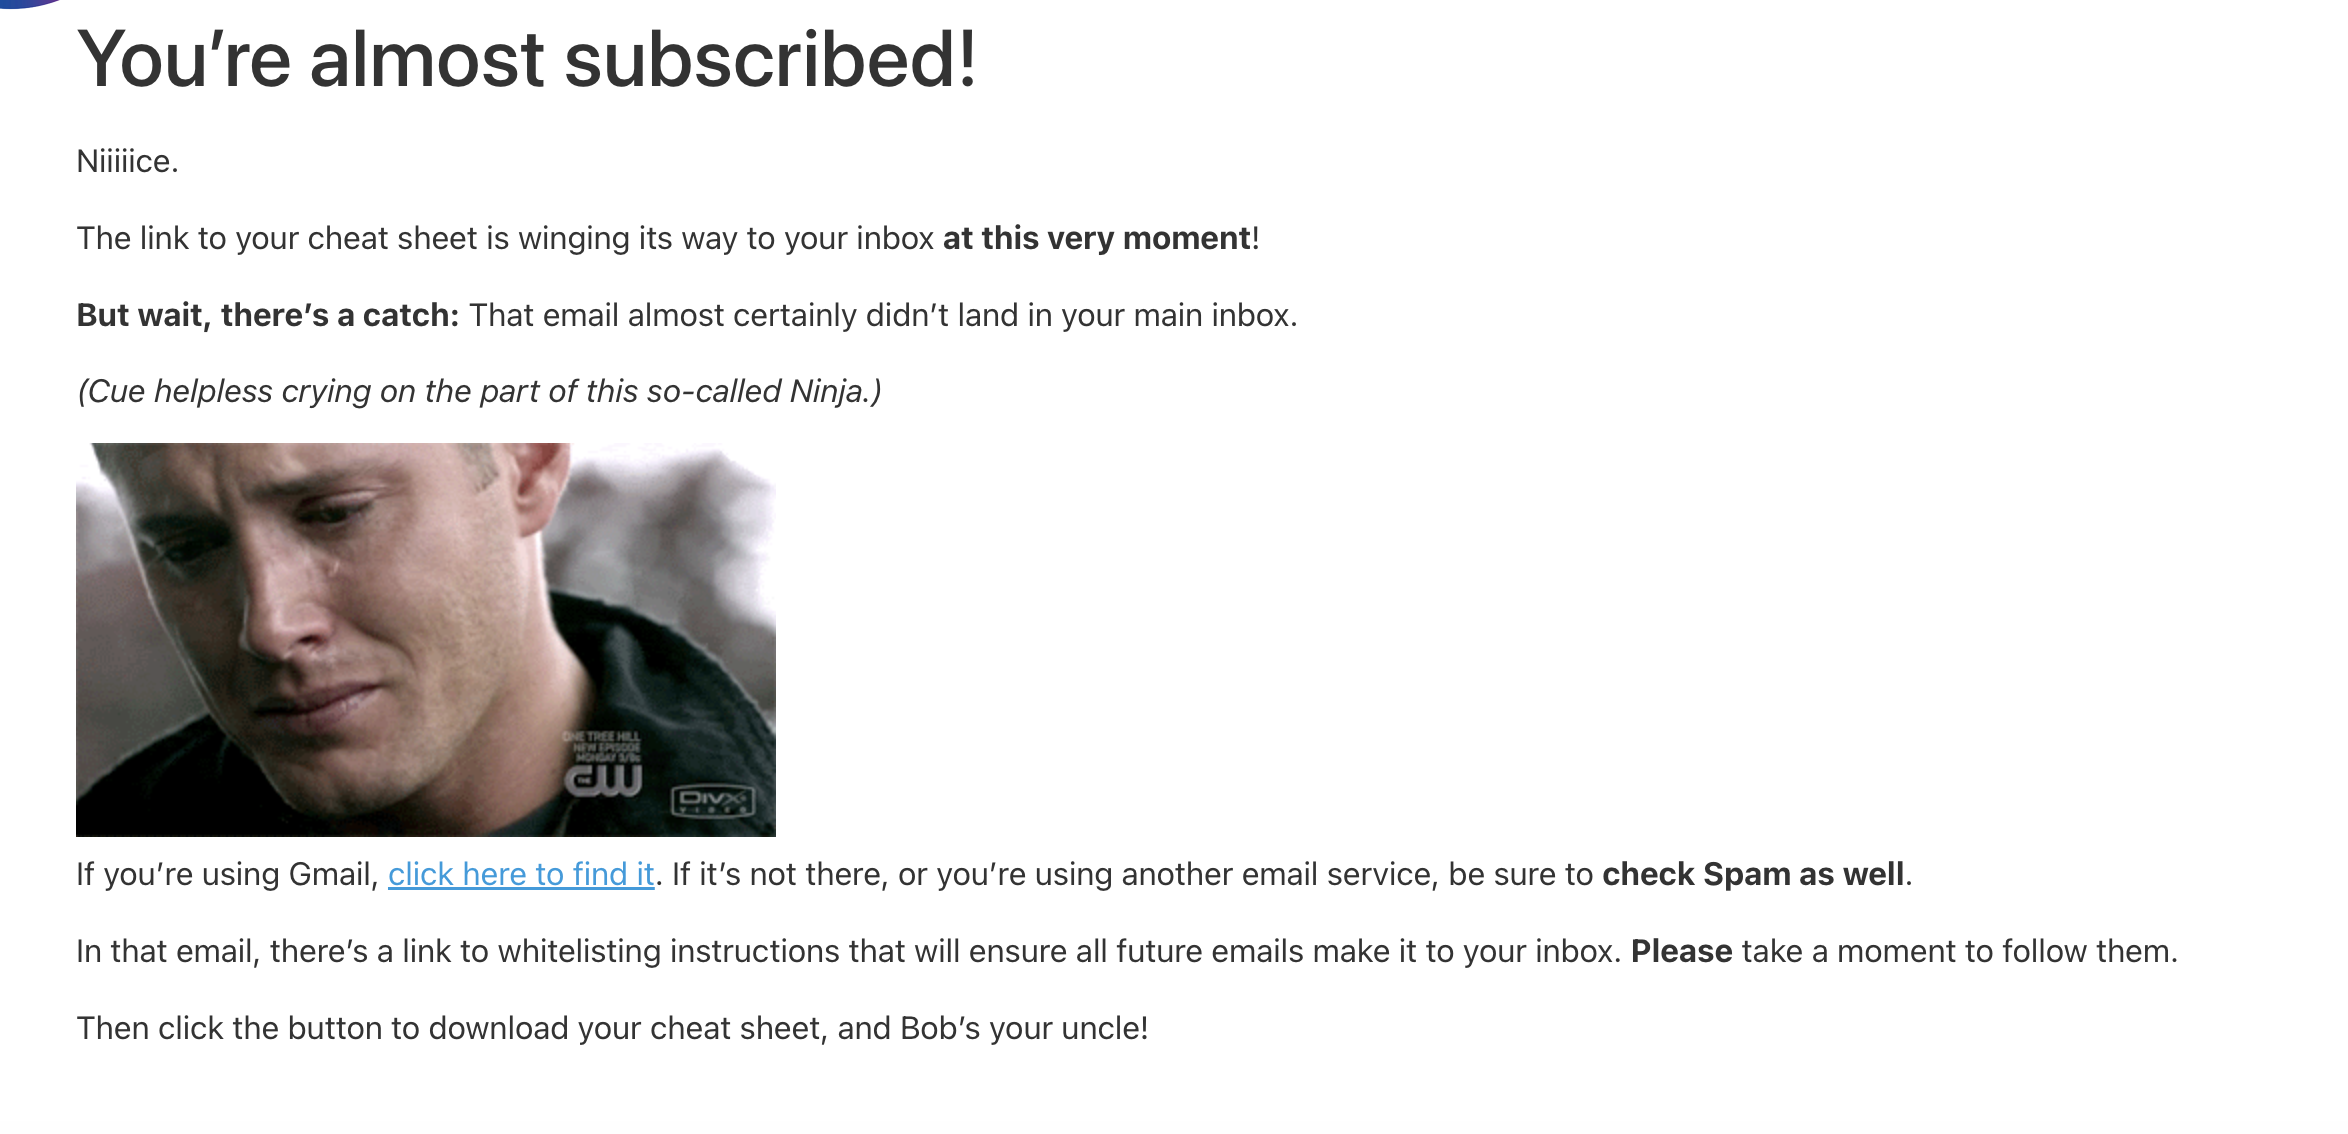 You’re almost subscribed!
Niiiiice.
The link to your cheat sheet is winging its way to your inbox at this very moment!
But wait, there’s a catch: That email almost certainly didn’t land in your main inbox.
(Cue helpless crying on the part of this so-called Ninja.)
ONE TREE HILL
NEW EPISODE
MONDAY 9/8c
THE CW
DIVX
VIDEO
If you’re using Gmail, click here to find it. If it’s not there, or you’re using another email service, be sure to check Spam as well.
In that email, there’s a link to whitelisting instructions that will ensure all future emails make it to your inbox. Please take a moment to follow them.
Then click the button to download your cheat sheet, and Bob’s your uncle!